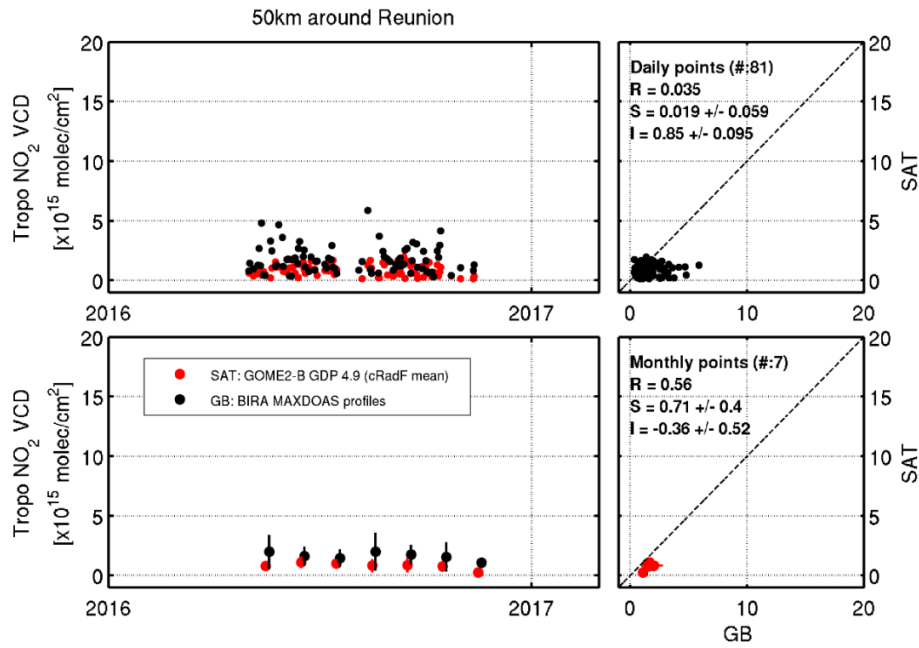 50km around Reunion
Tropo NO2 VCD
[x10^15 molec/cm^2]
20
15
10
5
0
2016
2017
Daily points (#:81)
R = 0.035
S = 0.019 +/- 0.059
I = 0.85 +/- 0.095
20
15
10
5
0
SAT
0
10
20
Tropo NO2 VCD
[x10^15 molec/cm^2]
20
15
10
5
0
2016
2017
SAT: GOME2-B GDP 4.9 (cRadF mean)
GB: BIRA MAXDOAS profiles
Monthly points (#:7)
R = 0.56
S = 0.71 +/- 0.4
I = -0.36 +/- 0.52
20
15
10
5
0
SAT
0
10
20
GB